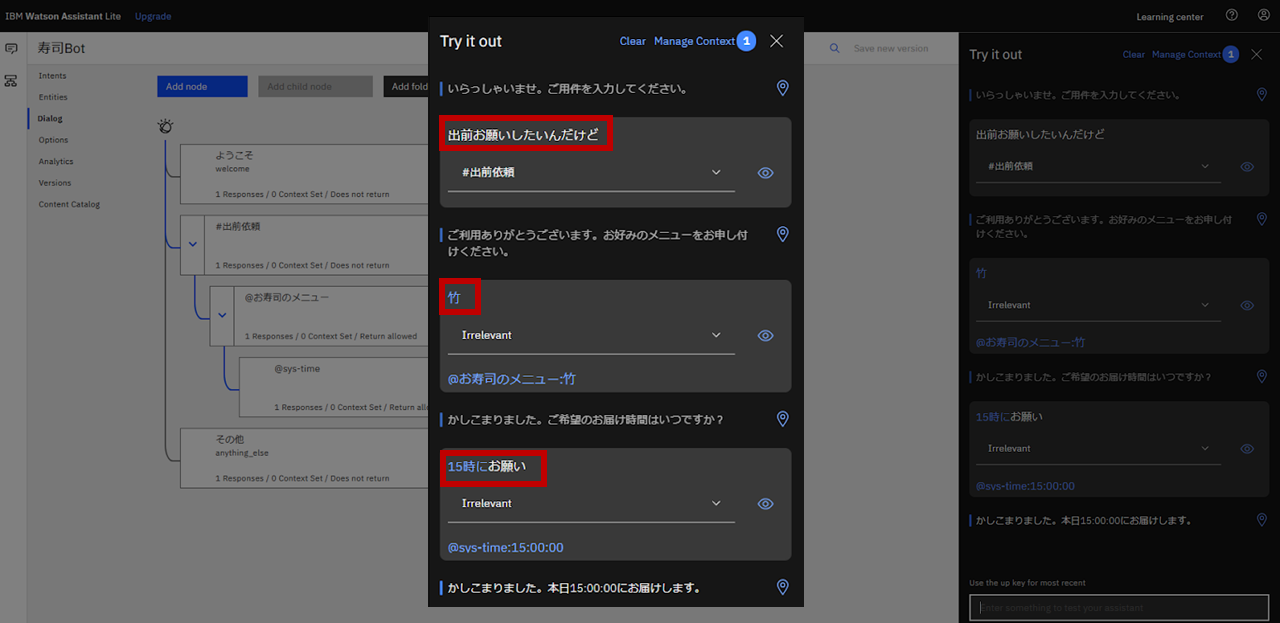 IBM Watson Assistant Lite Upgrade
Learning center
寿司Bot
Save new version
Intents
Entities
Dialog
Options
Analytics
Versions
Content Catalog
Add node
Add child node
Add fold
ようこそ
welcome
1 Responses / 0 Context Set / Does not return
#出前依頼
1 Responses / 0 Context Set / Does not return
@お寿司のメニュー
1 Responses / 0 Context Set / Return allowed
@sys-time
1 Responses / 0 Context Set / Return all
その他
anything_else
1 Responses / 0 Context Set / Does not return
Try it out
Clear Manage Context 1
いらっしゃいませ。ご用件を入力してください。
出前お願いしたいんだけど
#出前依頼
ご利用ありがとうございます。お好みのメニューをお申し付
けください。
竹
Irrelevant
@お寿司のメニュー:竹
かしこまりました。ご希望のお届け時間はいつですか？
15時にお願い
Irrelevant
@sys-time:15:00:00
かしこまりました。本日15:00:00にお届けします。
Try it out
Clear Manage Context 1
いらっしゃいませ。ご用件を入力してください。
出前お願いしたいんだけど
#出前依頼
ご利用ありがとうございます。お好みのメニューをお申し付
けください。
竹
Irrelevant
@お寿司のメニュー:竹
かしこまりました。ご希望のお届け時間はいつですか？
15時にお願い
Irrelevant
@sys-time:15:00:00
かしこまりました。本日15:00:00にお届けします。
Use the up key for most recent
Enter something to test your assistant